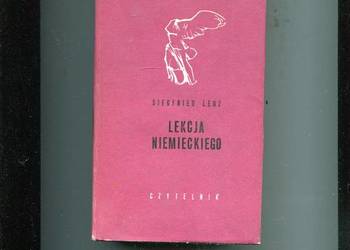 SIEGFRIED LENZ
LEKCJA
NIEMIECKIEGO
CZYTELNIK